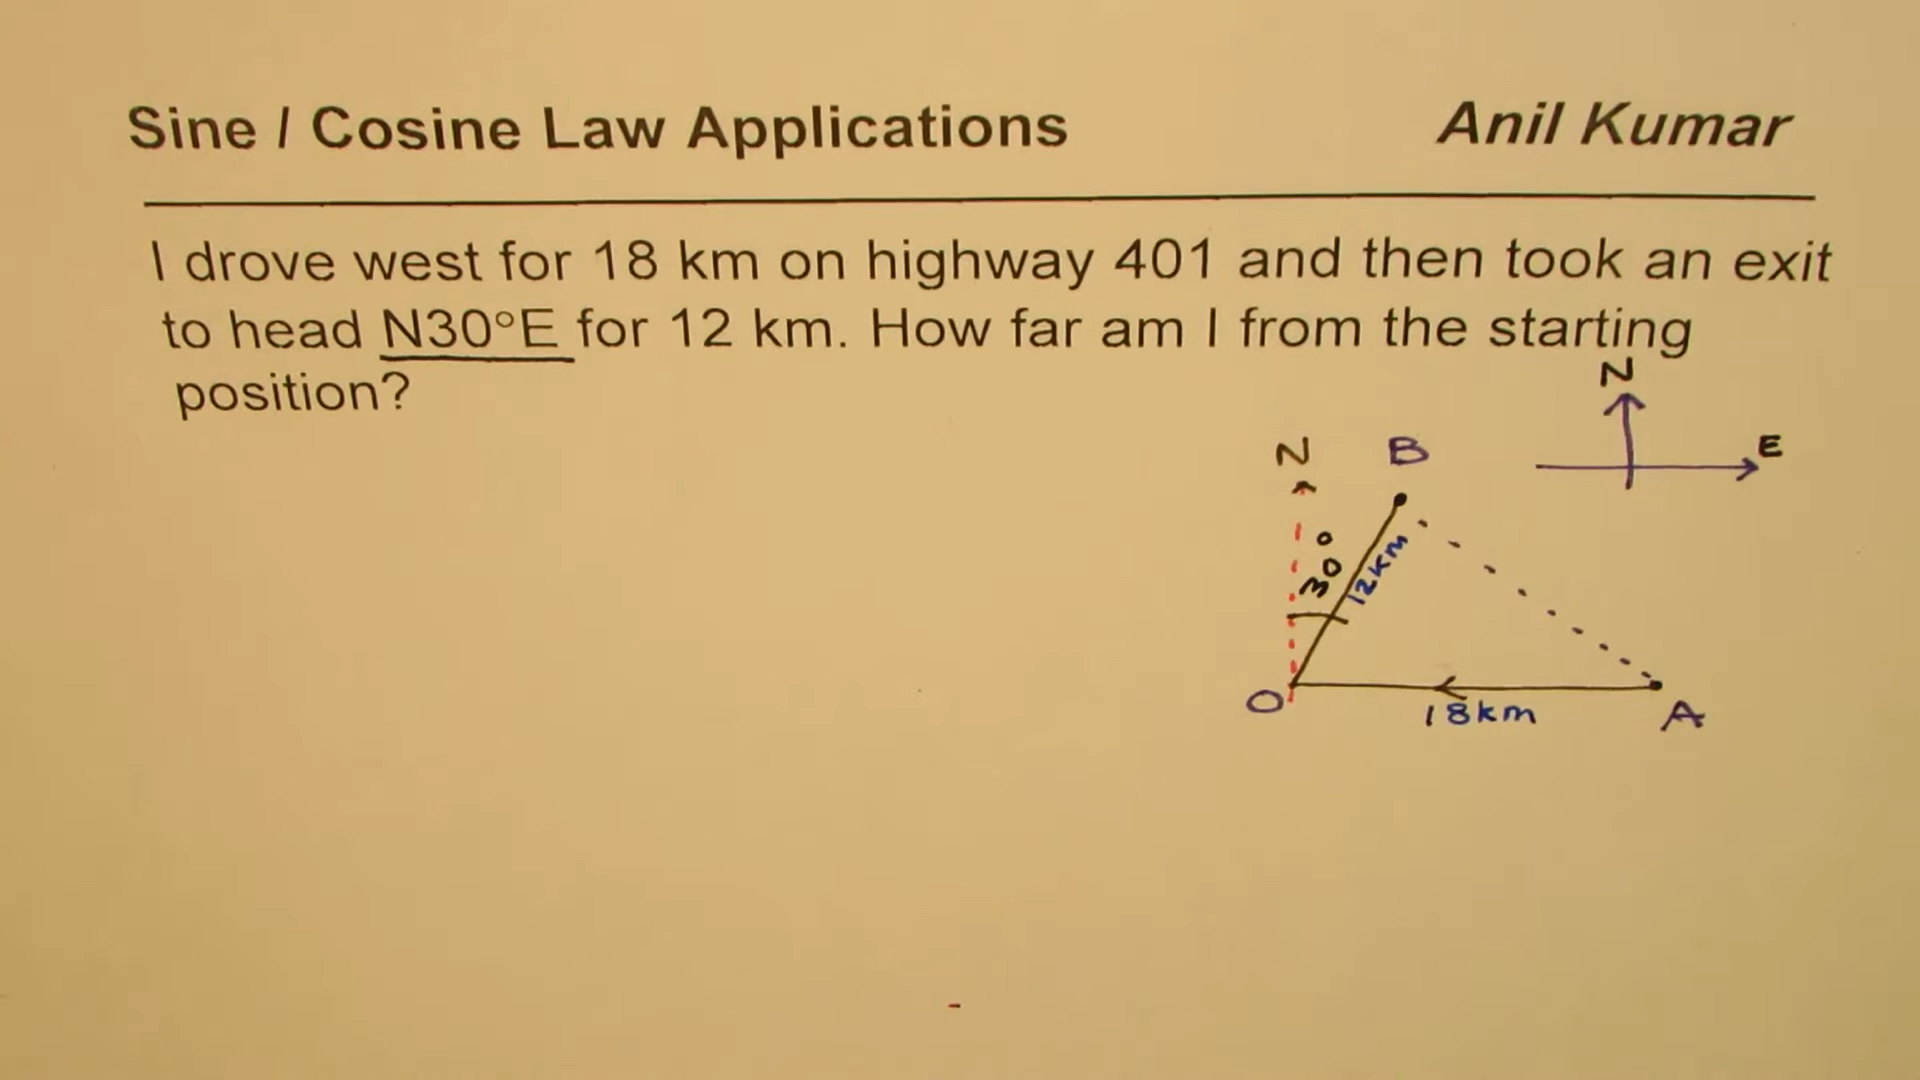 Sine / Cosine Law Applications
Anil Kumar
I drove west for 18 km on highway 401 and then took an exit
to head N30°E for 12 km. How far am I from the starting
position?
N
E
N
B
30°
12km
O
18km
A